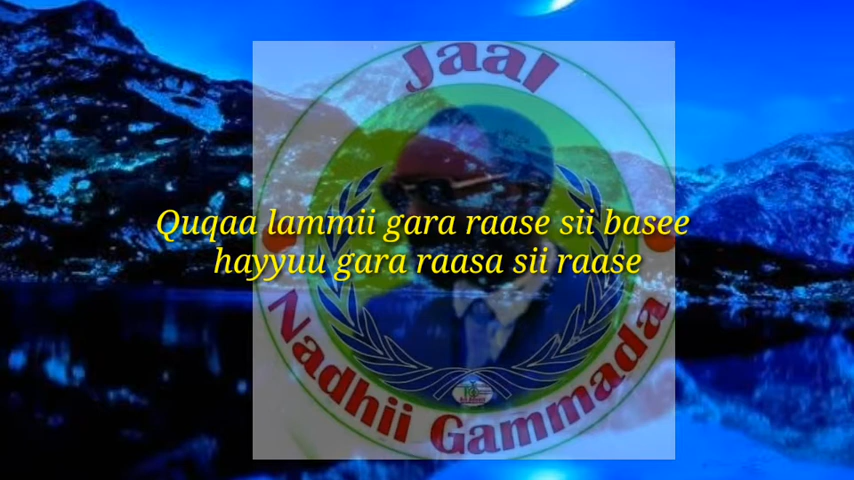 Jaal
Quqaa lammii gara raase sii basee
hayyuu gara raasa sii raase
Nadhii Gammada